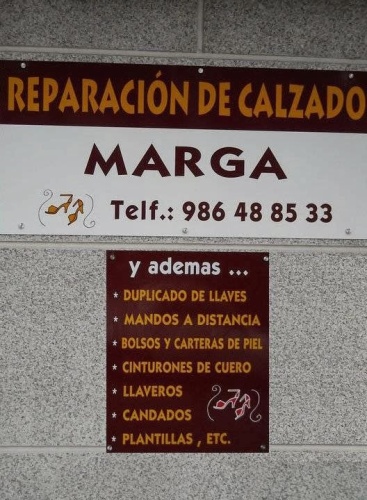 REPARACIÓN DE CALZADO
MARGA
Telf.: 986 48 85 33
y ademas ...
* DUPLICADO DE LLAVES
* MANDOS A DISTANCIA
* BOLSOS Y CARTERAS DE PIEL
* CINTURONES DE CUERO
* LLAVEROS
* CANDADOS
* PLANTILLAS, ETC.